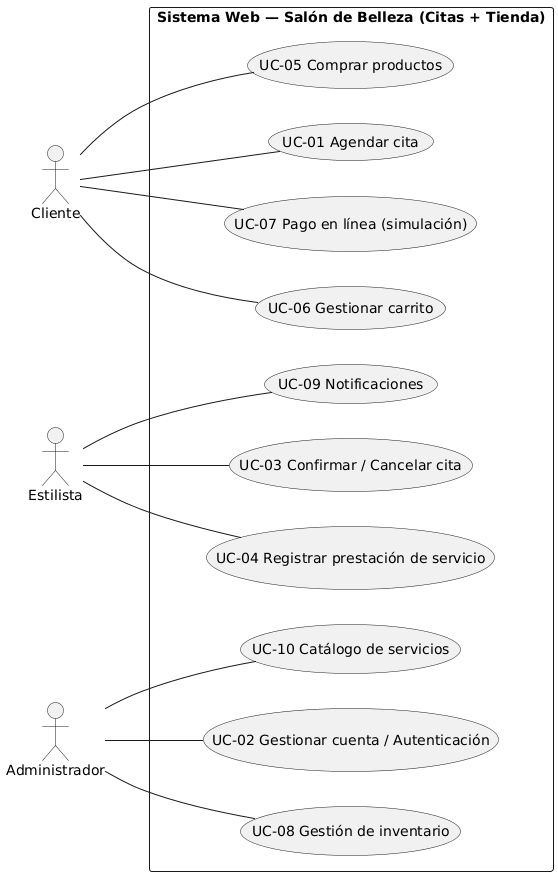 Sistema Web — Salón de Belleza (Citas + Tienda)
UC-05 Comprar productos
UC-01 Agendar cita
Cliente
UC-07 Pago en línea (simulación)
UC-06 Gestionar carrito
UC-09 Notificaciones
UC-03 Confirmar / Cancelar cita
Estilista
UC-04 Registrar prestación de servicio
UC-10 Catálogo de servicios
UC-02 Gestionar cuenta / Autenticación
Administrador
UC-08 Gestión de inventario